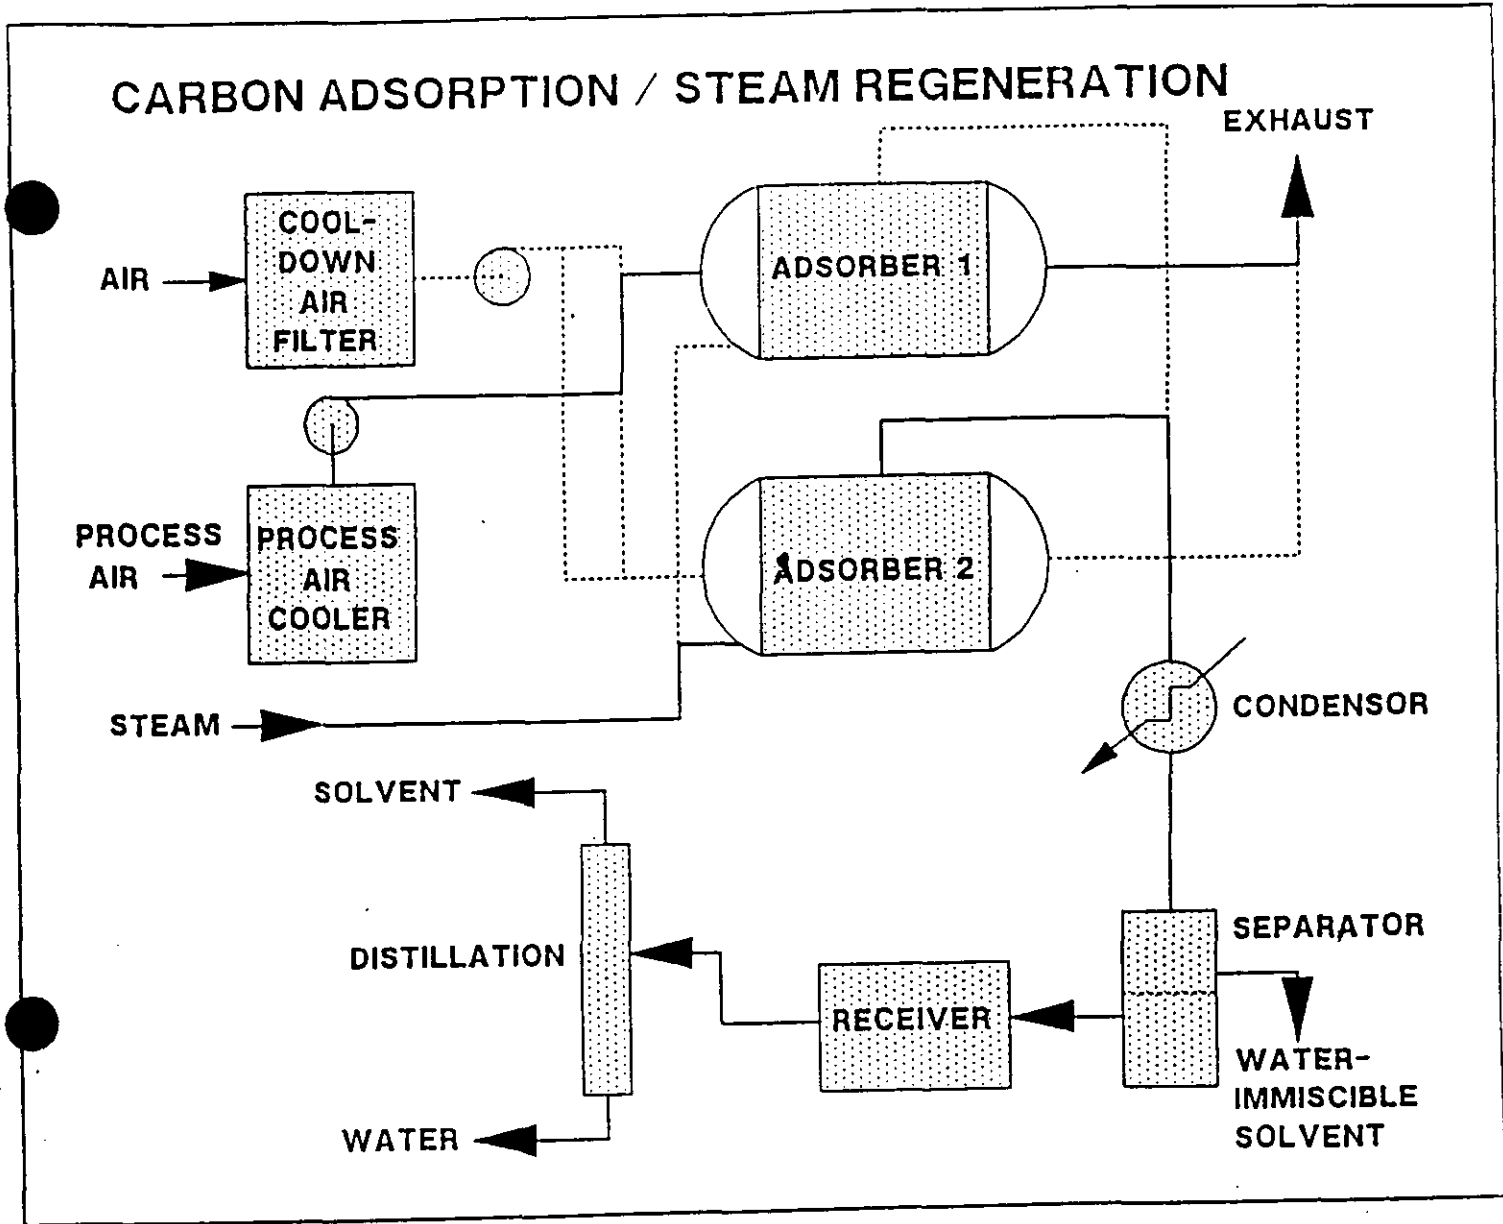 CARBON ADSORPTION / STEAM REGENERATION
EXHAUST
COOL-
DOWN
AIR
FILTER
AIR
ADSORBER 1
PROCESS
AIR
PROCESS
AIR
COOLER
ADSORBER 2
STEAM
CONDENSOR
SOLVENT
SEPARATOR
DISTILLATION
RECEIVER
WATER-
IMMISCIBLE
SOLVENT
WATER